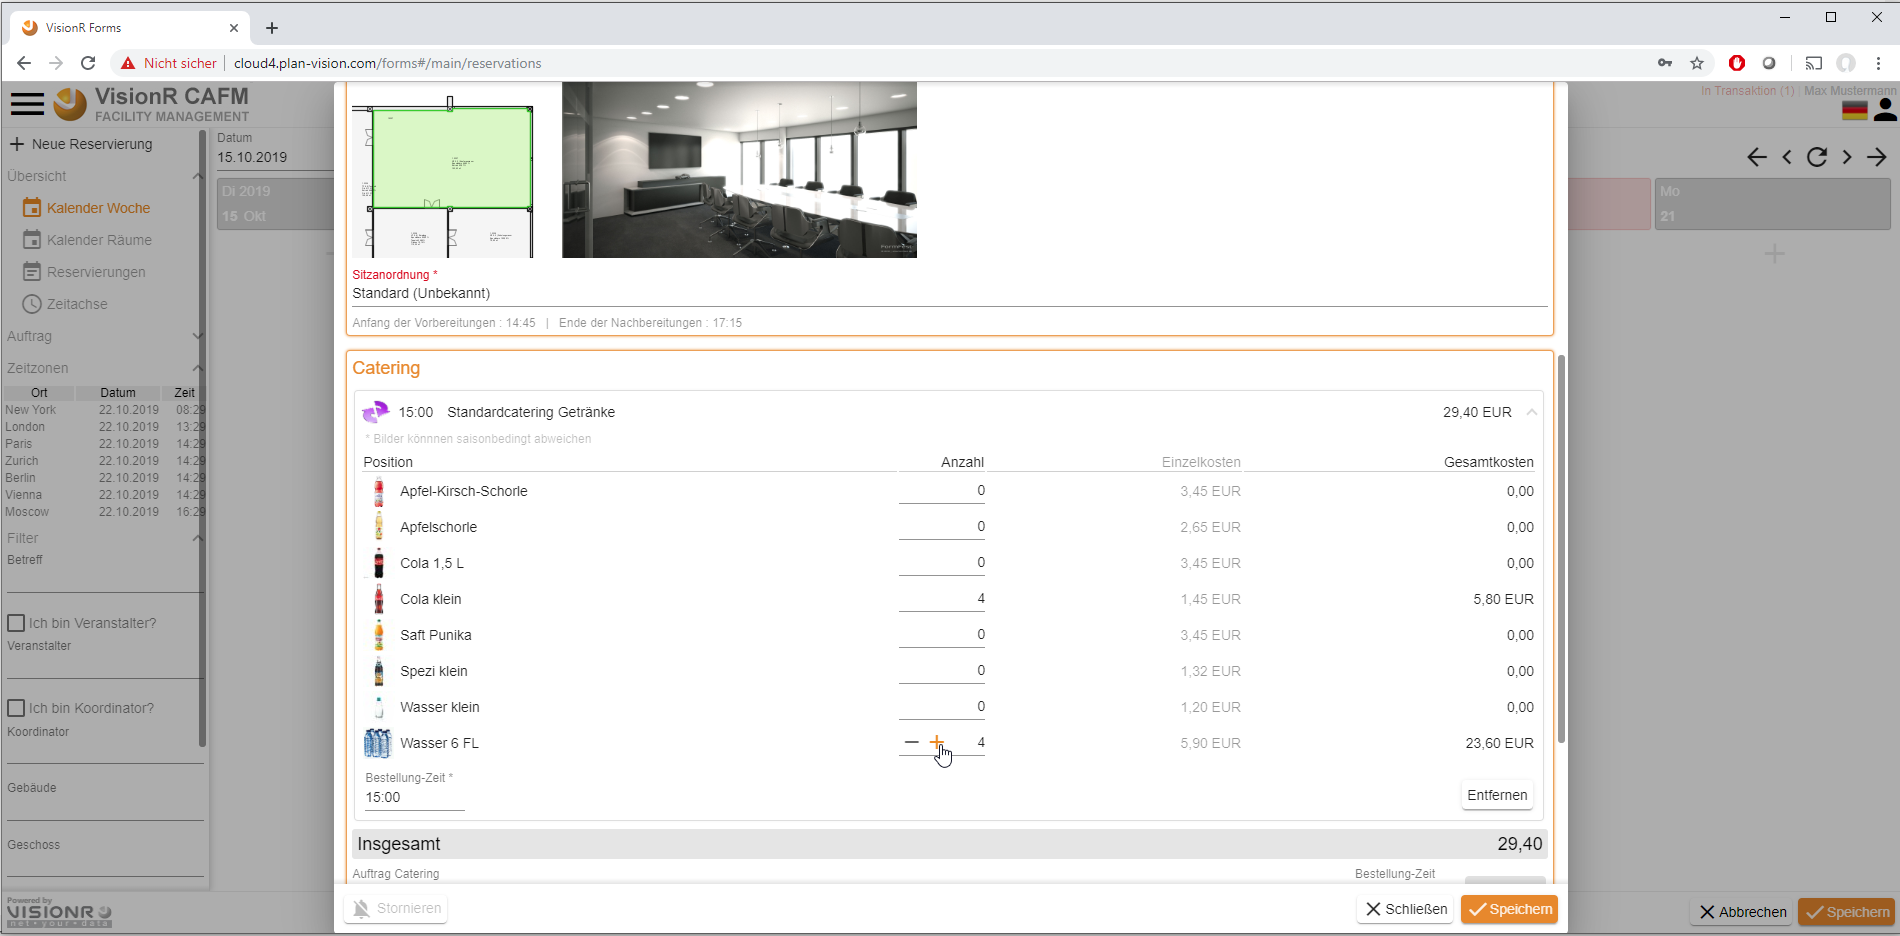 VisionR Forms
Nicht sicher | cloud4.plan-vision.com/forms#/main/reservations
VisionR CAFM
FACILITY MANAGEMENT
In Transaktion (1) | Max Mustermann
Neue Reservierung
Übersicht
Kalender Woche
Kalender Räume
Reservierungen
Zeitachse
Auftrag
Zeitzonen
Ort Datum Zeit
New York 22.10.2019 08:29
London 22.10.2019 13:29
Paris 22.10.2019 14:29
Zurich 22.10.2019 14:29
Berlin 22.10.2019 14:29
Vienna 22.10.2019 14:29
Moscow 22.10.2019 16:29
Filter
Betreff
Ich bin Veranstalter?
Veranstalter
Ich bin Koordinator?
Koordinator
Gebäude
Geschoss
Powered by
VISIONR
net•your•data
Datum
15.10.2019
Di 2019
15 Okt
Mo
21
Sitzanordnung *
Standard (Unbekannt)
Anfang der Vorbereitungen : 14:45 | Ende der Nachbereitungen : 17:15
Catering
15:00 Standardcatering Getränke 29,40 EUR
* Bilder könnnen saisonbedingt abweichen
Position Anzahl Einzelkosten Gesamtkosten
Apfel-Kirsch-Schorle 0 3,45 EUR 0,00
Apfelschorle 0 2,65 EUR 0,00
Cola 1,5 L 0 3,45 EUR 0,00
Cola klein 4 1,45 EUR 5,80 EUR
Saft Punika 0 3,45 EUR 0,00
Spezi klein 0 1,32 EUR 0,00
Wasser klein 0 1,20 EUR 0,00
Wasser 6 FL 4 5,90 EUR 23,60 EUR
Bestellung-Zeit *
15:00
Entfernen
Insgesamt 29,40
Auftrag Catering Bestellung-Zeit
Stornieren Schließen Speichern
Abbrechen Speichern